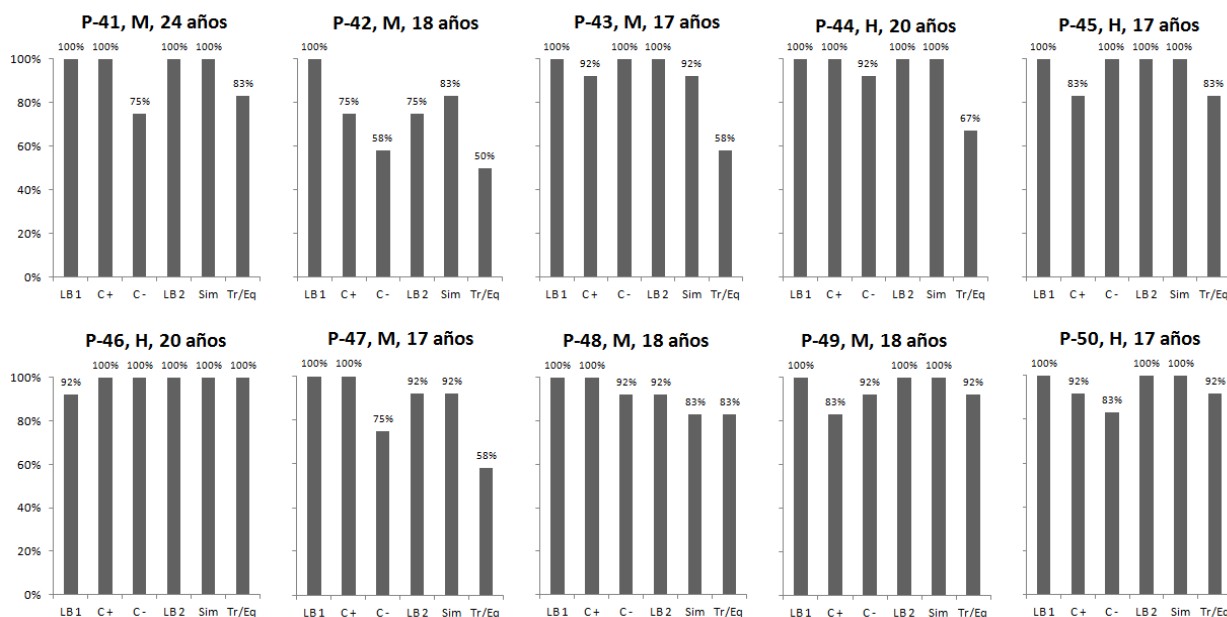 P-41, M, 24 años
100% 100% 75% 100% 100% 83%
100%
80%
60%
40%
20%
0%
LB 1 C + C - LB 2 Sim Tr/Eq
P-42, M, 18 años
100% 75% 58% 75% 83% 50%
LB 1 C + C - LB 2 Sim Tr/Eq
P-43, M, 17 años
100% 92% 100% 100% 92% 58%
LB 1 C + C - LB 2 Sim Tr/Eq
P-44, H, 20 años
100% 100% 92% 100% 100% 67%
LB 1 C + C - LB 2 Sim Tr/Eq
P-45, H, 17 años
100% 83% 100% 100% 100% 83%
LB 1 C + C - LB 2 Sim Tr/Eq
P-46, H, 20 años
92% 100% 100% 100% 100% 100%
100%
80%
60%
40%
20%
0%
LB 1 C + C - LB 2 Sim Tr/Eq
P-47, M, 17 años
100% 100% 75% 92% 92% 58%
LB 1 C + C - LB 2 Sim Tr/Eq
P-48, M, 18 años
100% 100% 92% 92% 83% 83%
LB 1 C + C - LB 2 Sim Tr/Eq
P-49, M, 18 años
100% 83% 92% 100% 100% 92%
LB 1 C + C - LB 2 Sim Tr/Eq
P-50, H, 17 años
100% 92% 83% 100% 100% 92%
LB 1 C + C - LB 2 Sim Tr/Eq